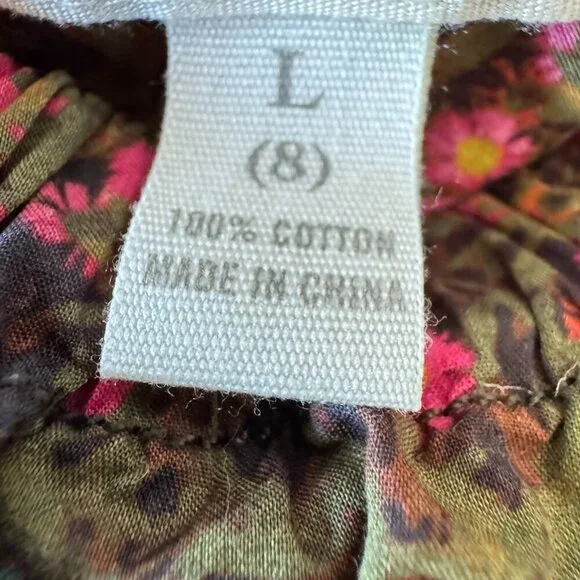 L
(8)
100% COTTON
MADE IN CHINA